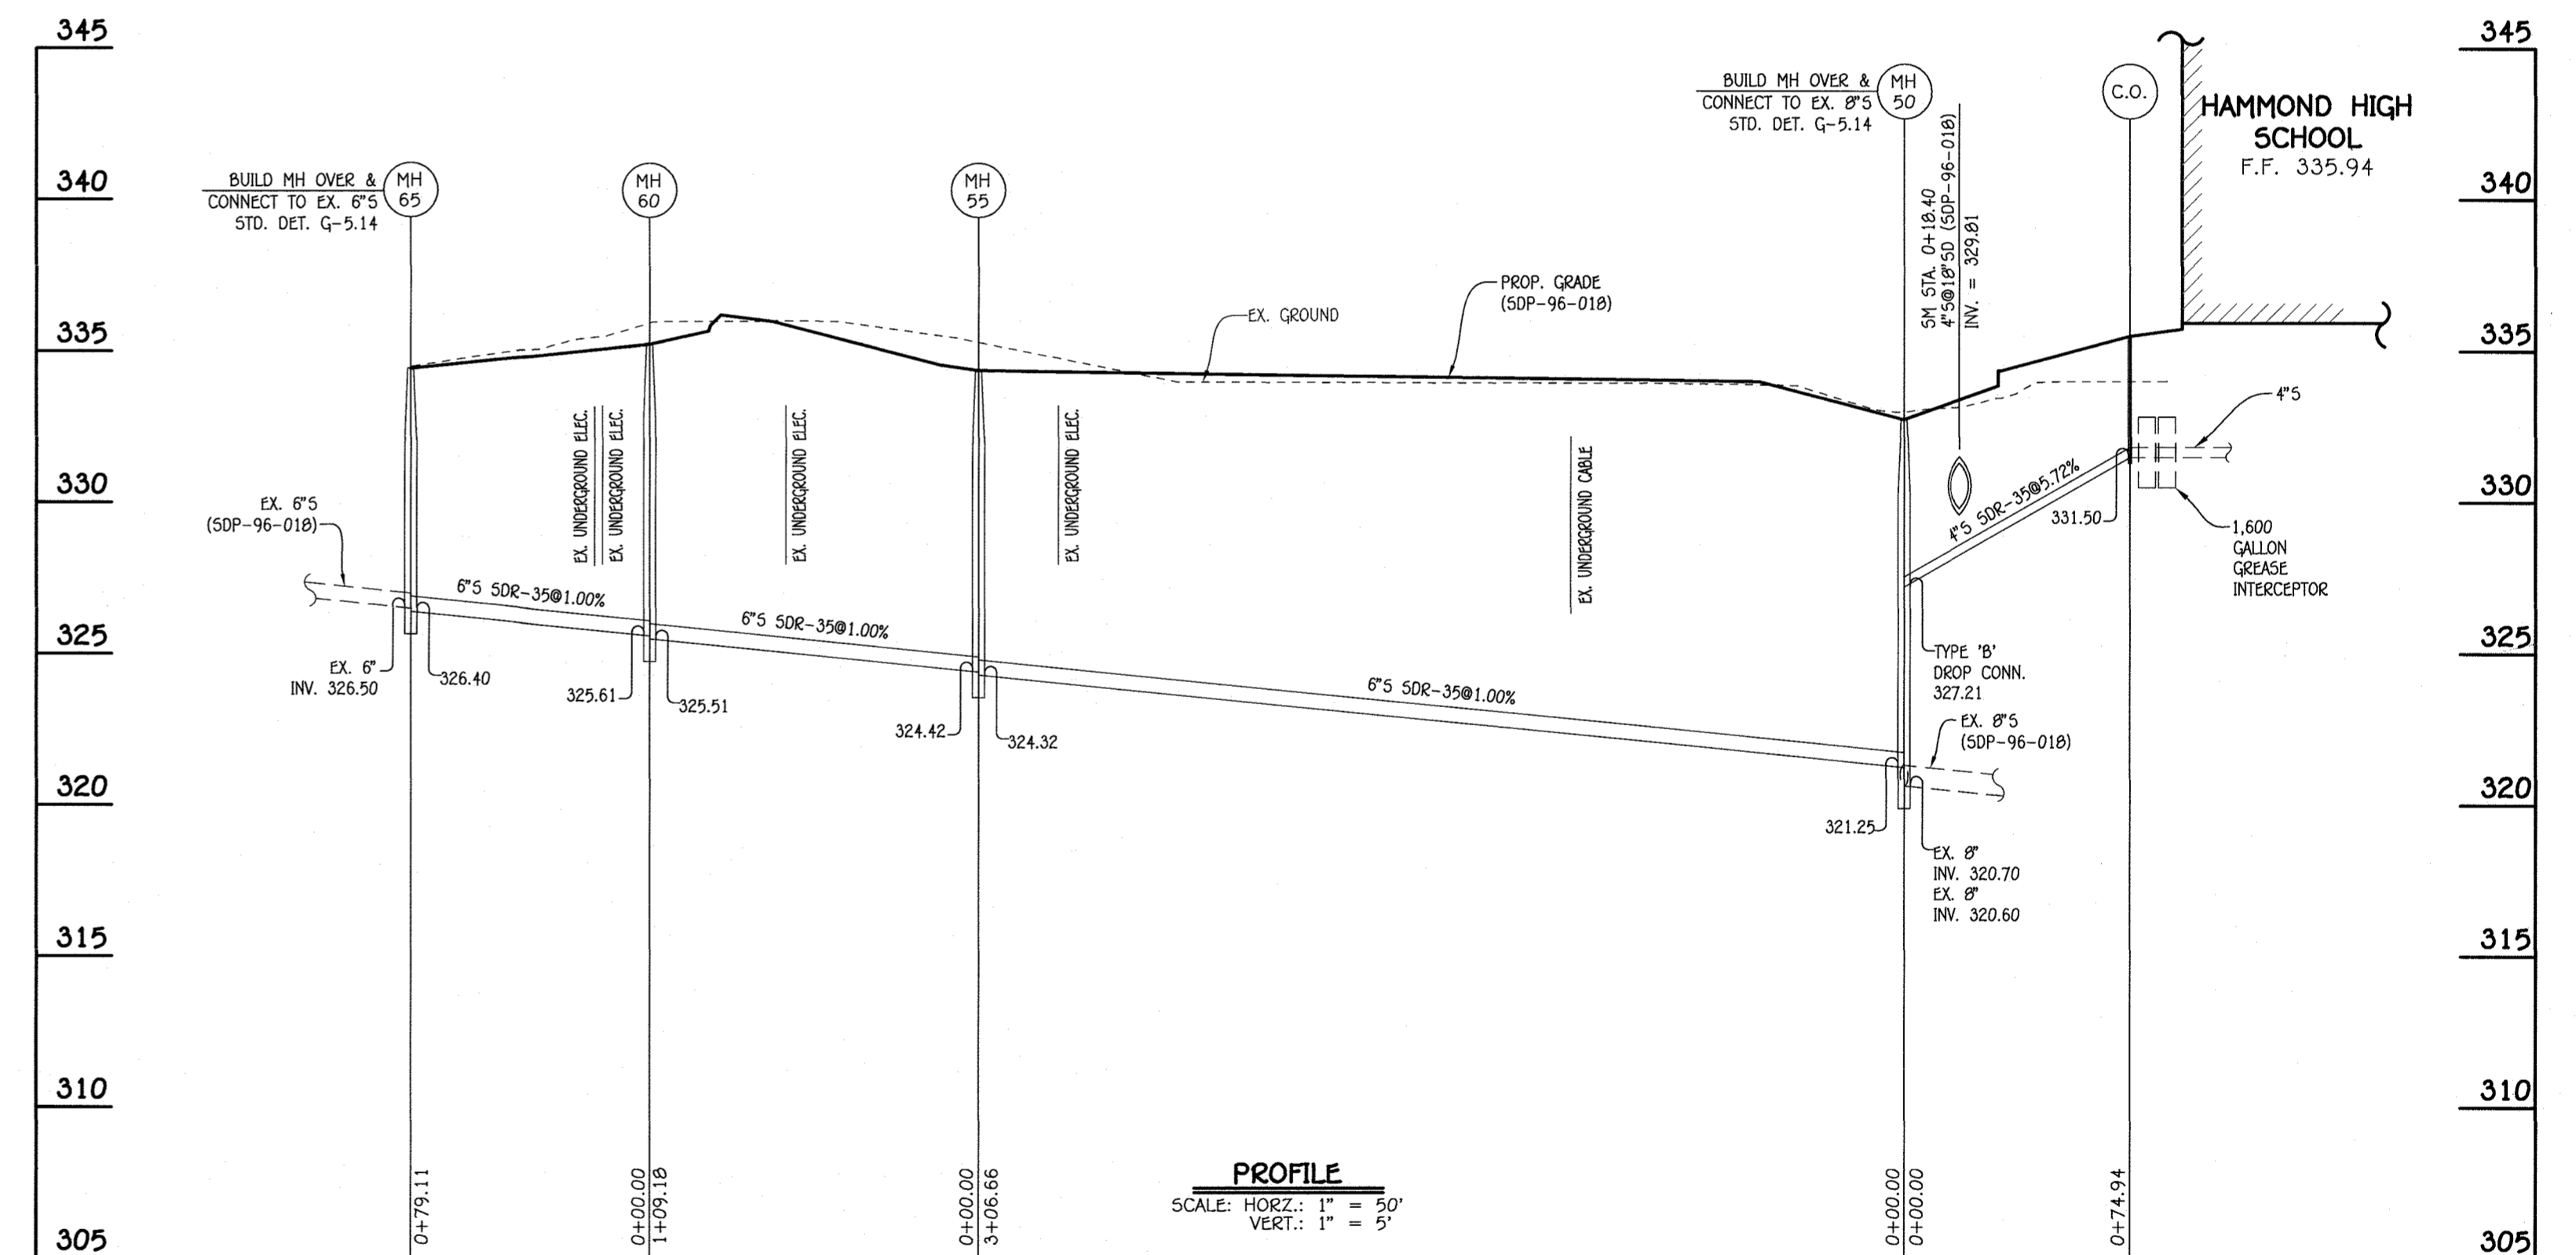 345
345
340
340
335
335
330
330
325
325
320
320
315
315
310
310
305
305
BUILD MH OVER &
CONNECT TO EX. 6"S
STD. DET. G-5.14
MH
65
MH
60
MH
55
BUILD MH OVER &
CONNECT TO EX. 8"S
STD. DET. G-5.14
MH
50
C.O.
HAMMOND HIGH
SCHOOL
F.F. 335.94
SM STA. 0+18.40
4"S@18"SD (SDP-96-018)
INV. = 329.81
PROP. GRADE
(SDP-96-018)
EX. GROUND
EX. UNDERGROUND ELEC.
EX. UNDERGROUND ELEC.
EX. UNDERGROUND ELEC.
EX. UNDERGROUND ELEC.
EX. UNDERGROUND CABLE
4"S
4"S SDR-35@5.72%
331.50
1,600
GALLON
GREASE
INTERCEPTOR
EX. 6"S
(SDP-96-018)
6"S SDR-35@1.00%
6"S SDR-35@1.00%
6"S SDR-35@1.00%
EX. 6"
INV. 326.50
326.40
325.61
325.51
324.42
324.32
TYPE 'B'
DROP CONN.
327.21
EX. 8"S
(SDP-96-018)
321.25
EX. 8"
INV. 320.70
EX. 8"
INV. 320.60
0+79.11
0+00.00
1+09.18
0+00.00
3+06.66
0+00.00
0+00.00
0+74.94
PROFILE
SCALE: HORZ.: 1" = 50'
VERT.: 1" = 5'